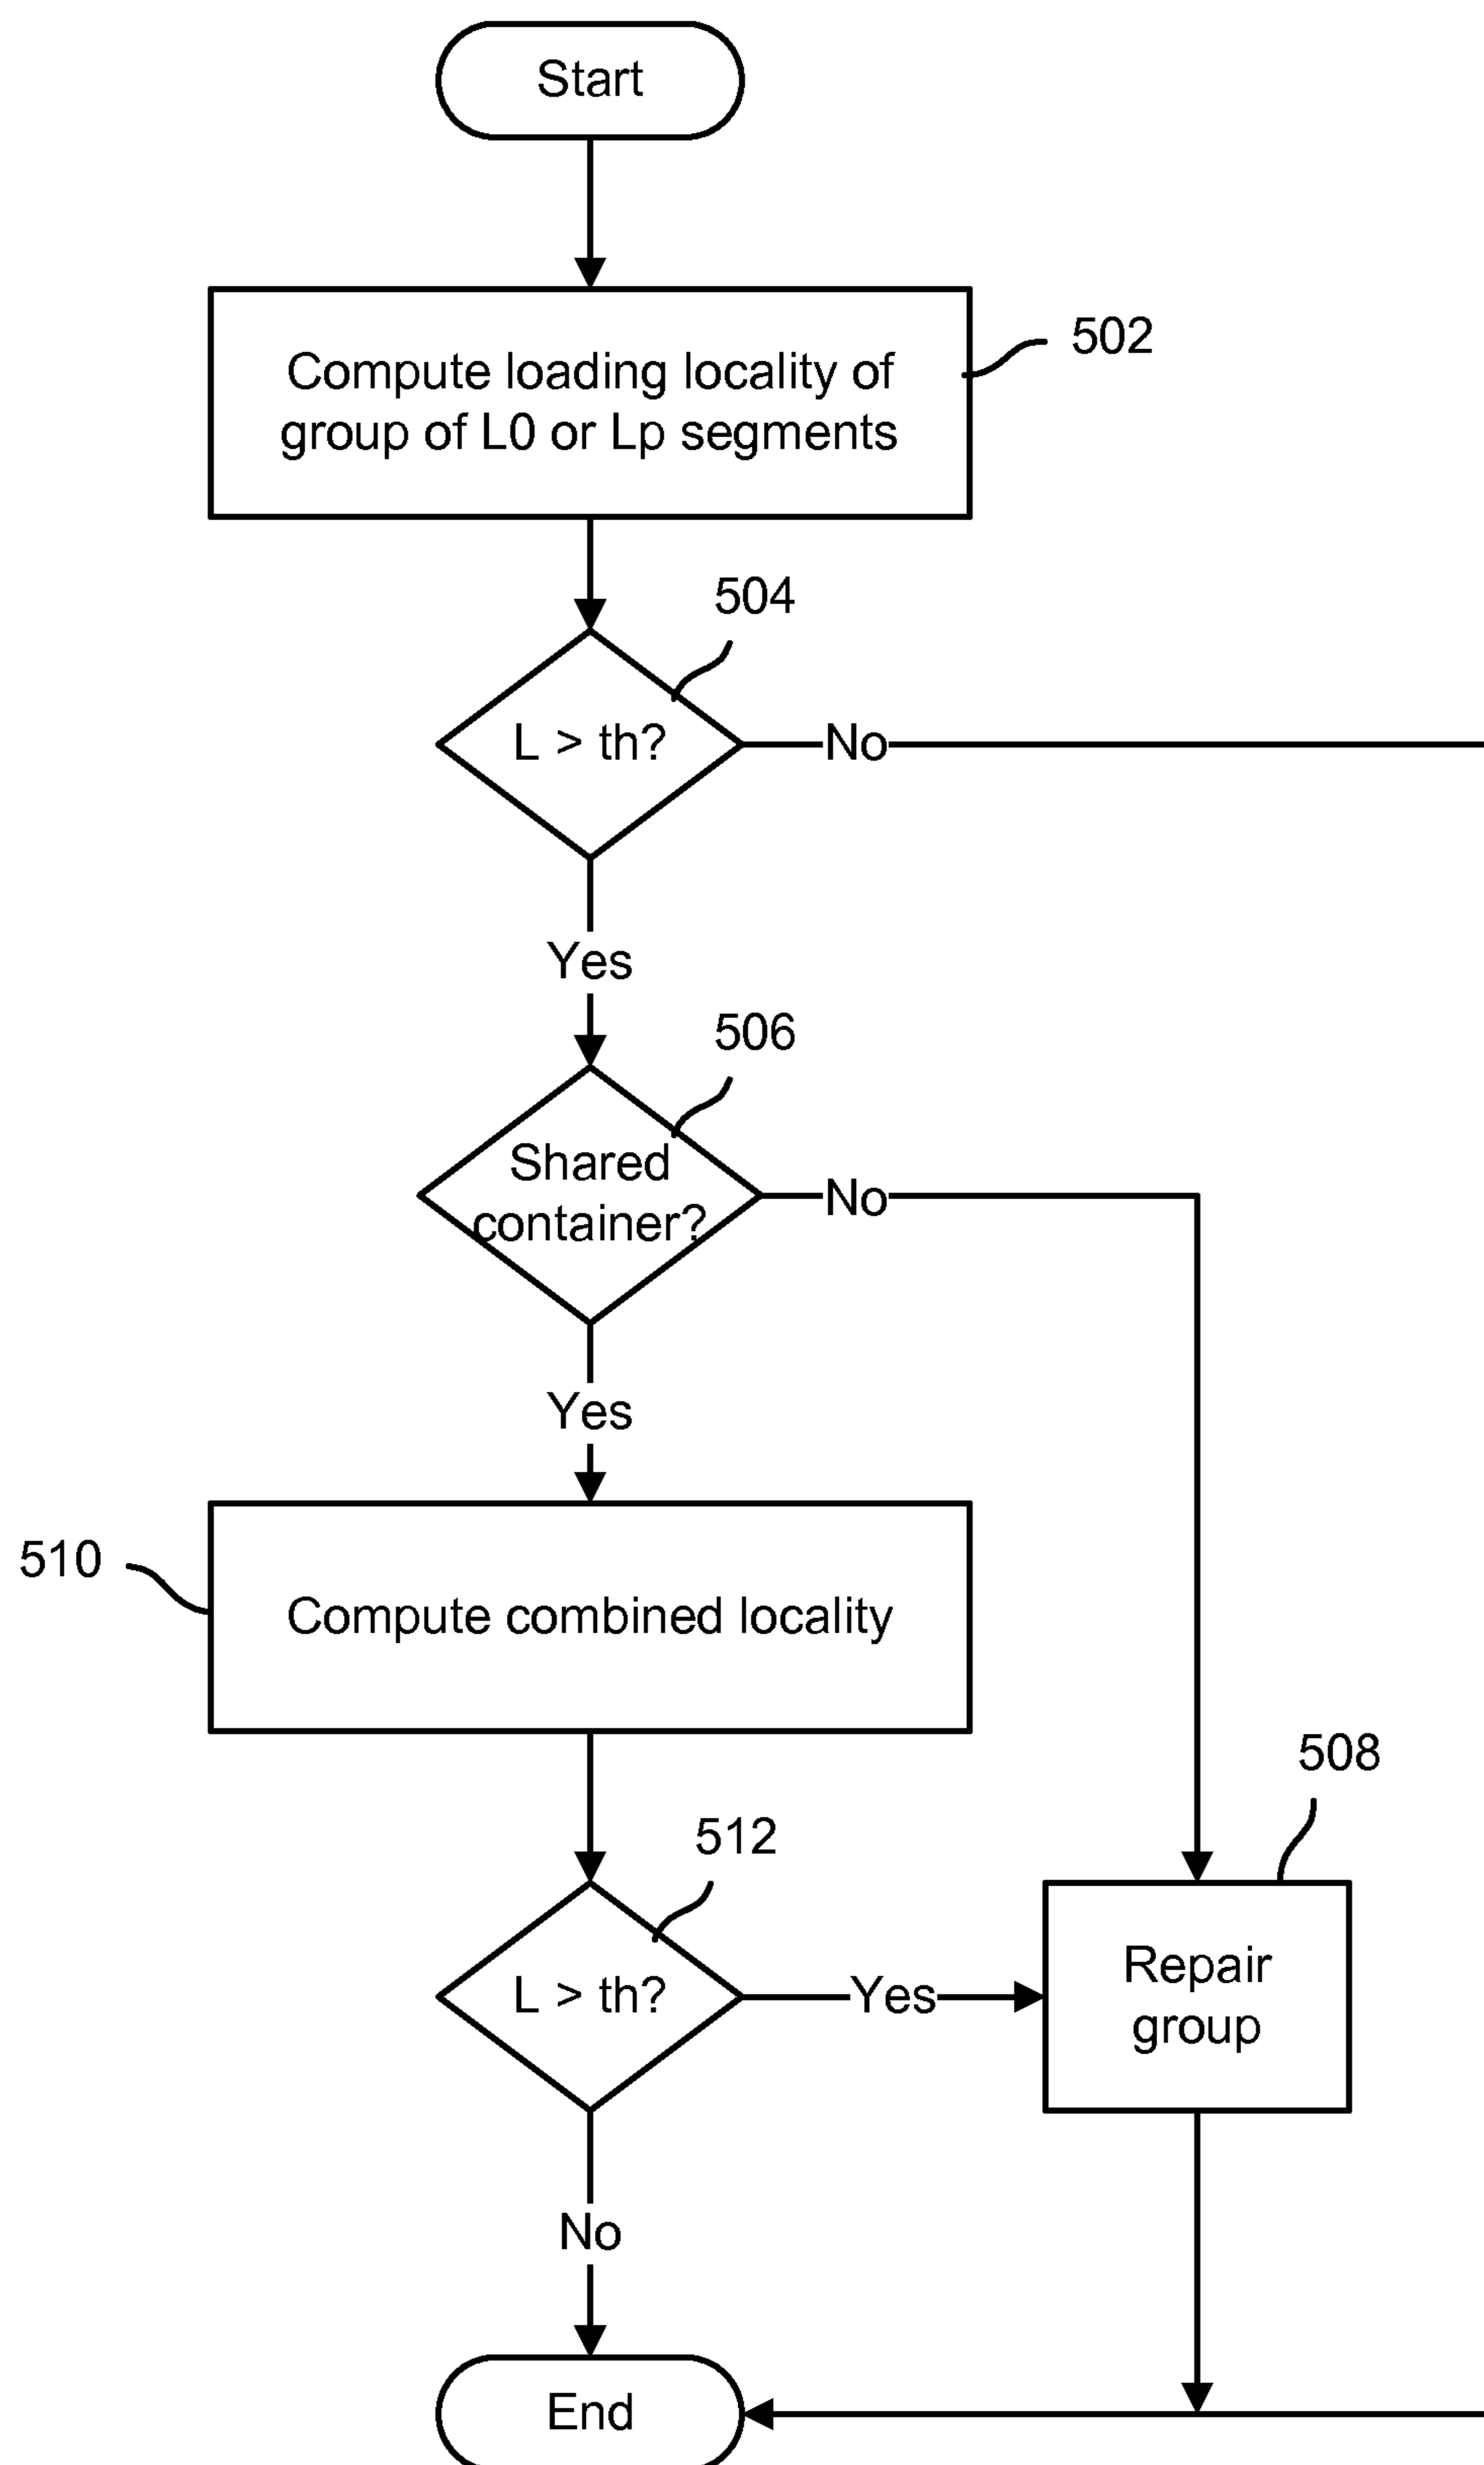 Start
Compute loading locality of
group of L0 or Lp segments
502
504
L > th?
No
Yes
506
Shared
container?
No
Yes
510
Compute combined locality
508
512
L > th?
Yes
Repair
group
No
End